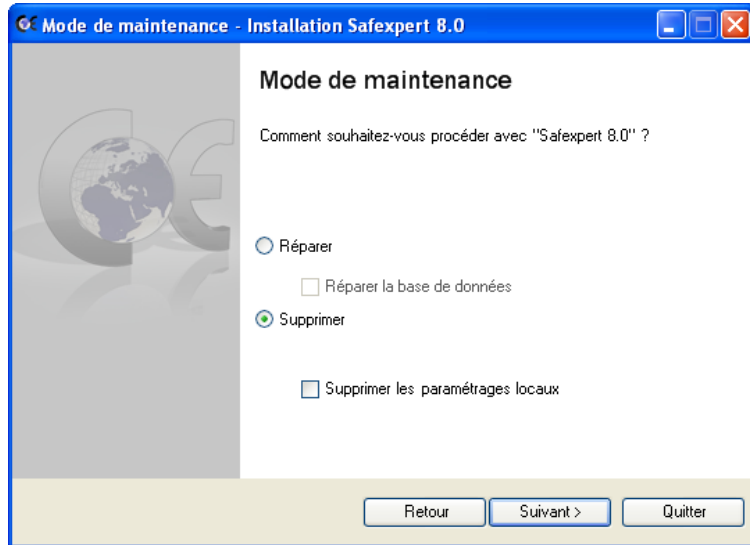 Mode de maintenance - Installation Safexpert 8.0
Mode de maintenance
Comment souhaitez-vous procéder avec "Safexpert 8.0" ?
Réparer
Réparer la base de données
Supprimer
Supprimer les paramétrages locaux
Retour
Suivant >
Quitter